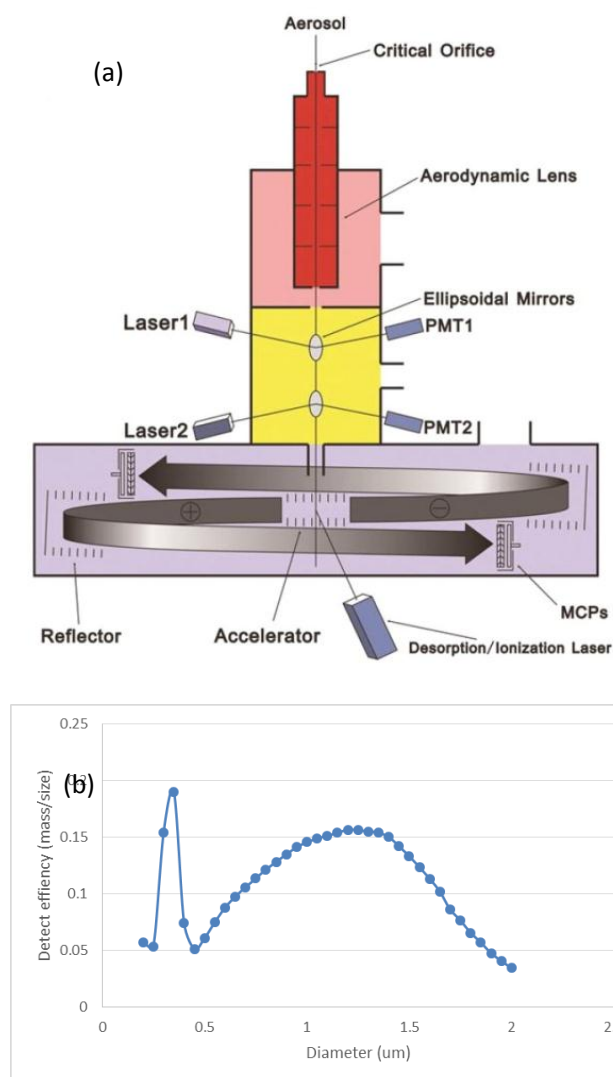 Aerosol
Critical Orifice
(a)
Aerodynamic Lens
Ellipsoidal Mirrors
Laser1
PMT1
Laser2
PMT2
MCPs
Reflector
Accelerator
Desorption/Ionization Laser
0.25
(b)
0.15
0.1
0.05
0
Detect effiency (mass/size)
0
0.5
1
1.5
2
2
Diameter (um)